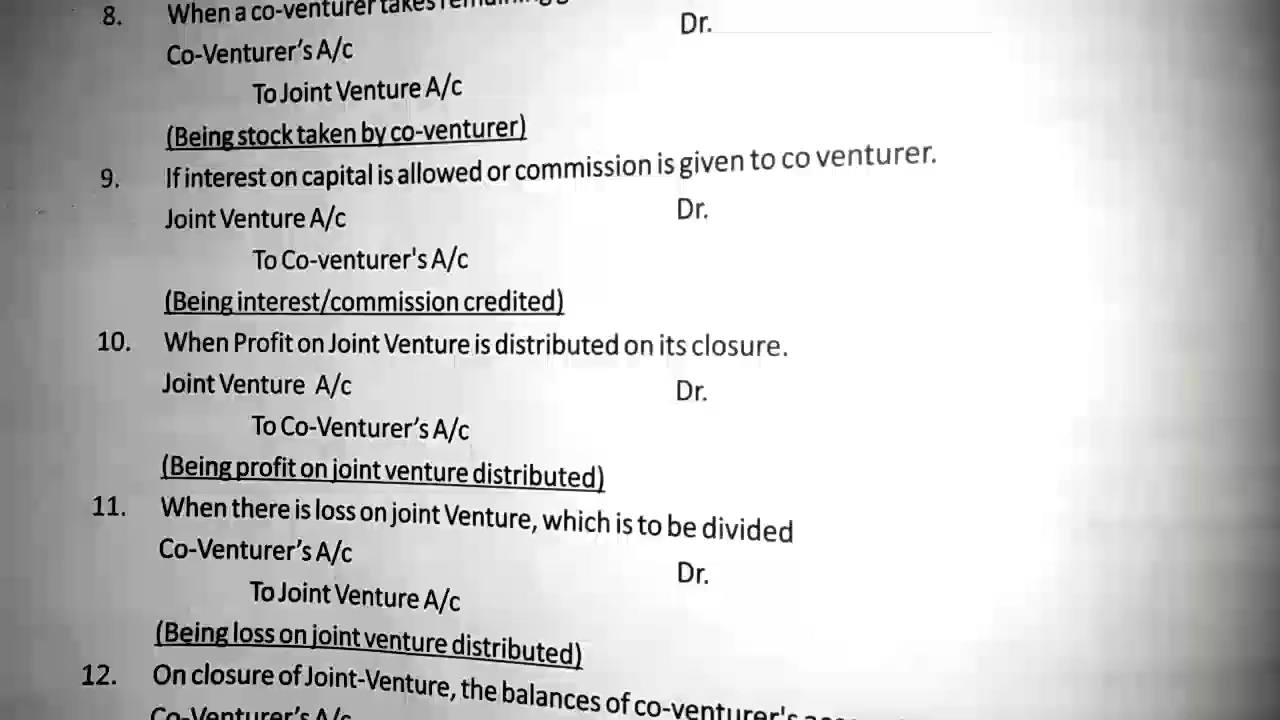 8. When a co-venturer takes remaining
Dr.
Co-Venturer's A/c
To Joint Venture A/c
(Being stock taken by co-venturer)
9. If interest on capital is allowed or commission is given to co venturer.
Joint Venture A/c Dr.
To Co-venturer's A/c
(Being interest/commission credited)
10. When Profit on Joint Venture is distributed on its closure.
Joint Venture A/c Dr.
To Co-Venturer's A/c
(Being profit on joint venture distributed)
11. When there is loss on joint Venture, which is to be divided
Co-Venturer's A/c Dr.
To Joint Venture A/c
(Being loss on joint venture distributed)
12. On closure of Joint-Venture, the balances of co-venturer's
Co-Venturer's A/c